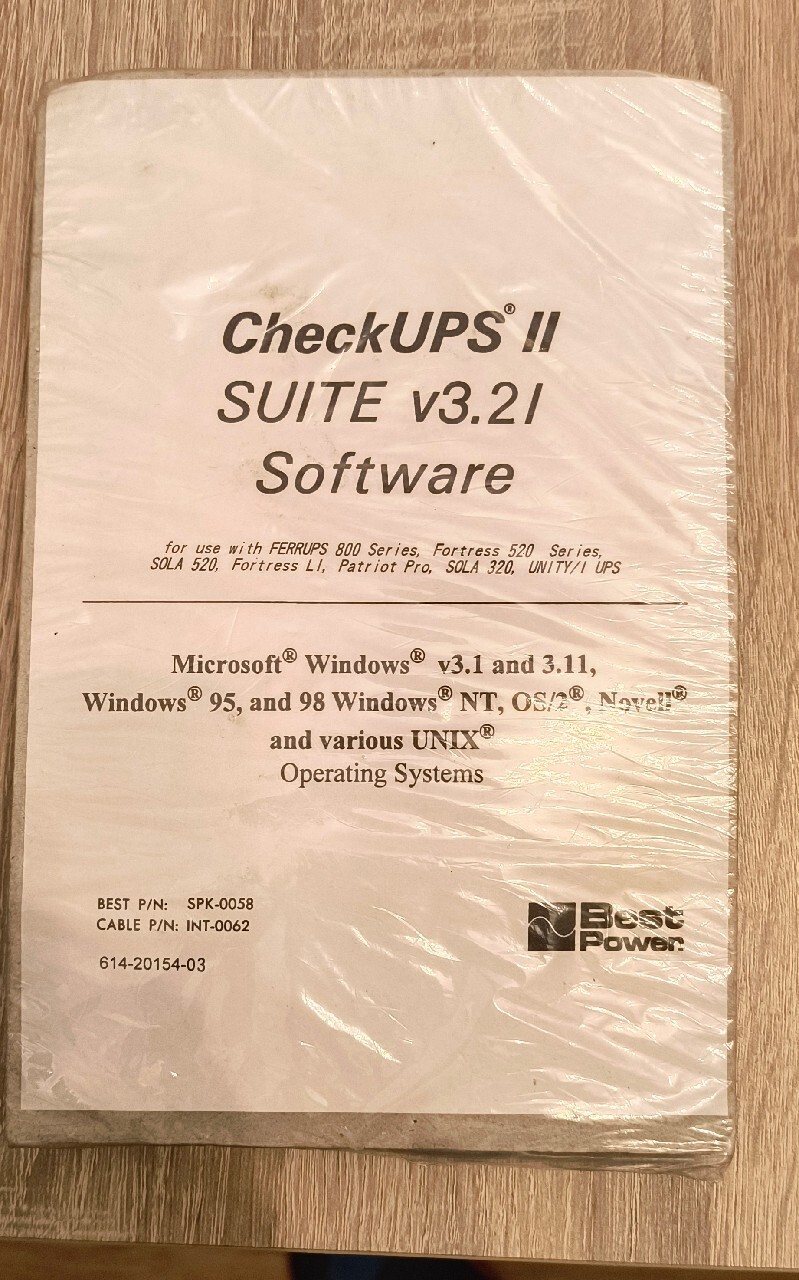 CheckUPS® II
SUITE v3.2I
Software
for use with FERRUPS 800 Series, Fortress 520 Series,
SOLA 520, Fortress LI, Patriot Pro, SOLA 320, UNITY/I UPS
Microsoft® Windows® v3.1 and 3.11,
Windows® 95, and 98 Windows® NT, OS/2®, Novell®
and various UNIX®
Operating Systems
BEST P/N: SPK-0058
CABLE P/N: INT-0062
614-20154-03
Best
Power